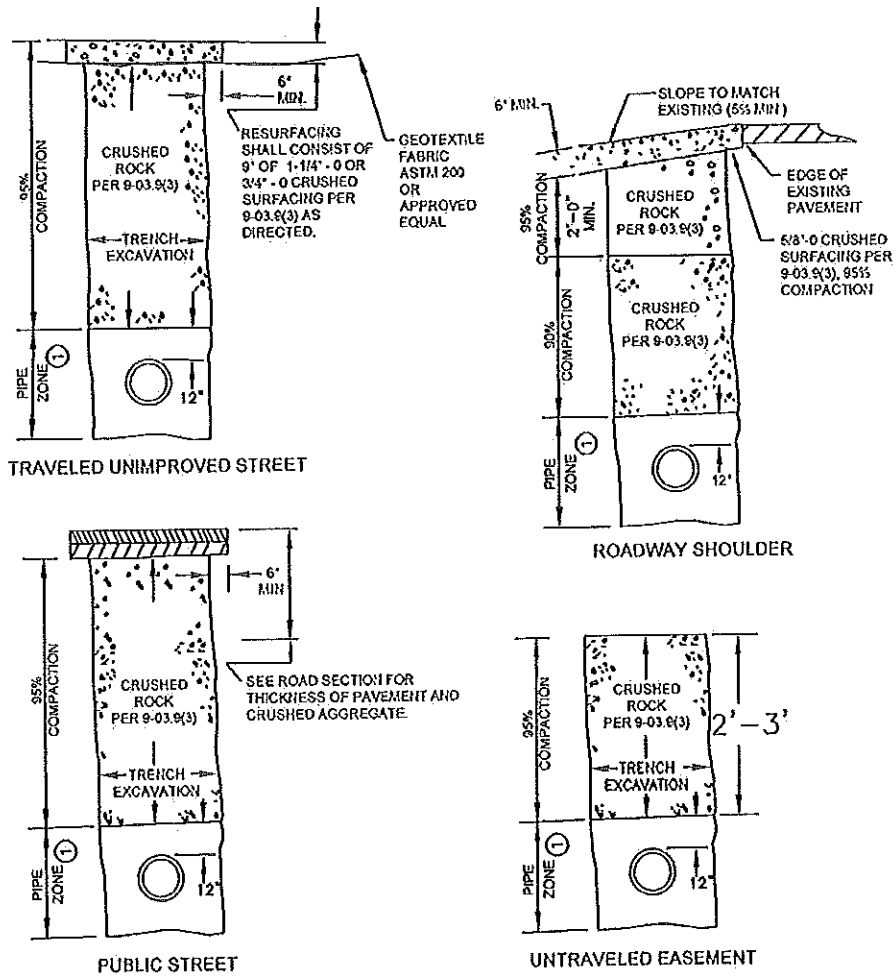 6" MIN.
CRUSHED
ROCK
PER 9-03.9(3)
TRENCH
EXCAVATION
95%
COMPACTION
PIPE
ZONE
1
12"
RESURFACING
SHALL CONSIST OF
9" OF 1-1/4" - 0 OR
3/4" - 0 CRUSHED
SURFACING PER
9-03.9(3) AS
DIRECTED.
GEOTEXTILE
FABRIC
ASTM 200
OR
APPROVED
EQUAL
TRAVELED UNIMPROVED STREET
6" MIN.
SLOPE TO MATCH
EXISTING (5% MIN.)
95%
COMPACTION
2'-0"
MIN.
CRUSHED
ROCK
PER 9-03.9(3)
EDGE OF
EXISTING
PAVEMENT
5/8"-0 CRUSHED
SURFACING PER
9-03.9(3), 95%
COMPACTION
90%
COMPACTION
CRUSHED
ROCK
PER 9-03.9(3)
PIPE
ZONE
1
12"
ROADWAY SHOULDER
6"
MIN
95%
COMPACTION
CRUSHED
ROCK
PER 9-03.9(3)
TRENCH
EXCAVATION
SEE ROAD SECTION FOR
THICKNESS OF PAVEMENT AND
CRUSHED AGGREGATE.
PIPE
ZONE
1
12"
PUBLIC STREET
95%
COMPACTION
CRUSHED
ROCK
PER 9-03.9(3)
2'-3'
TRENCH
EXCAVATION
PIPE
ZONE
1
12"
UNTRAVELED EASEMENT